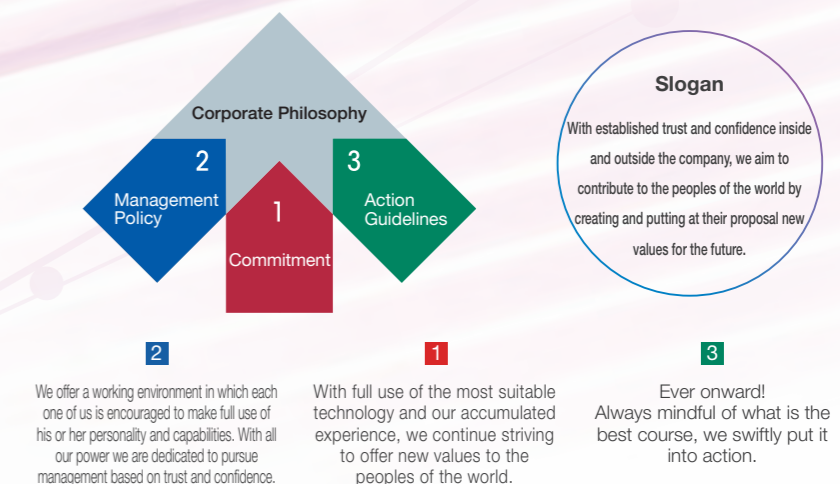 Corporate Philosophy
2
Management
Policy
1
Commitment
3
Action
Guidelines
Slogan
With established trust and confidence inside
and outside the company, we aim to
contribute to the peoples of the world by
creating and putting at their proposal new
values for the future.
2
We offer a working environment in which each
one of us is encouraged to make full use of
his or her personality and capabilities. With all
our power we are dedicated to pursue
management based on trust and confidence.
1
With full use of the most suitable
technology and our accumulated
experience, we continue striving
to offer new values to the
peoples of the world.
3
Ever onward!
Always mindful of what is the
best course, we swiftly put it
into action.